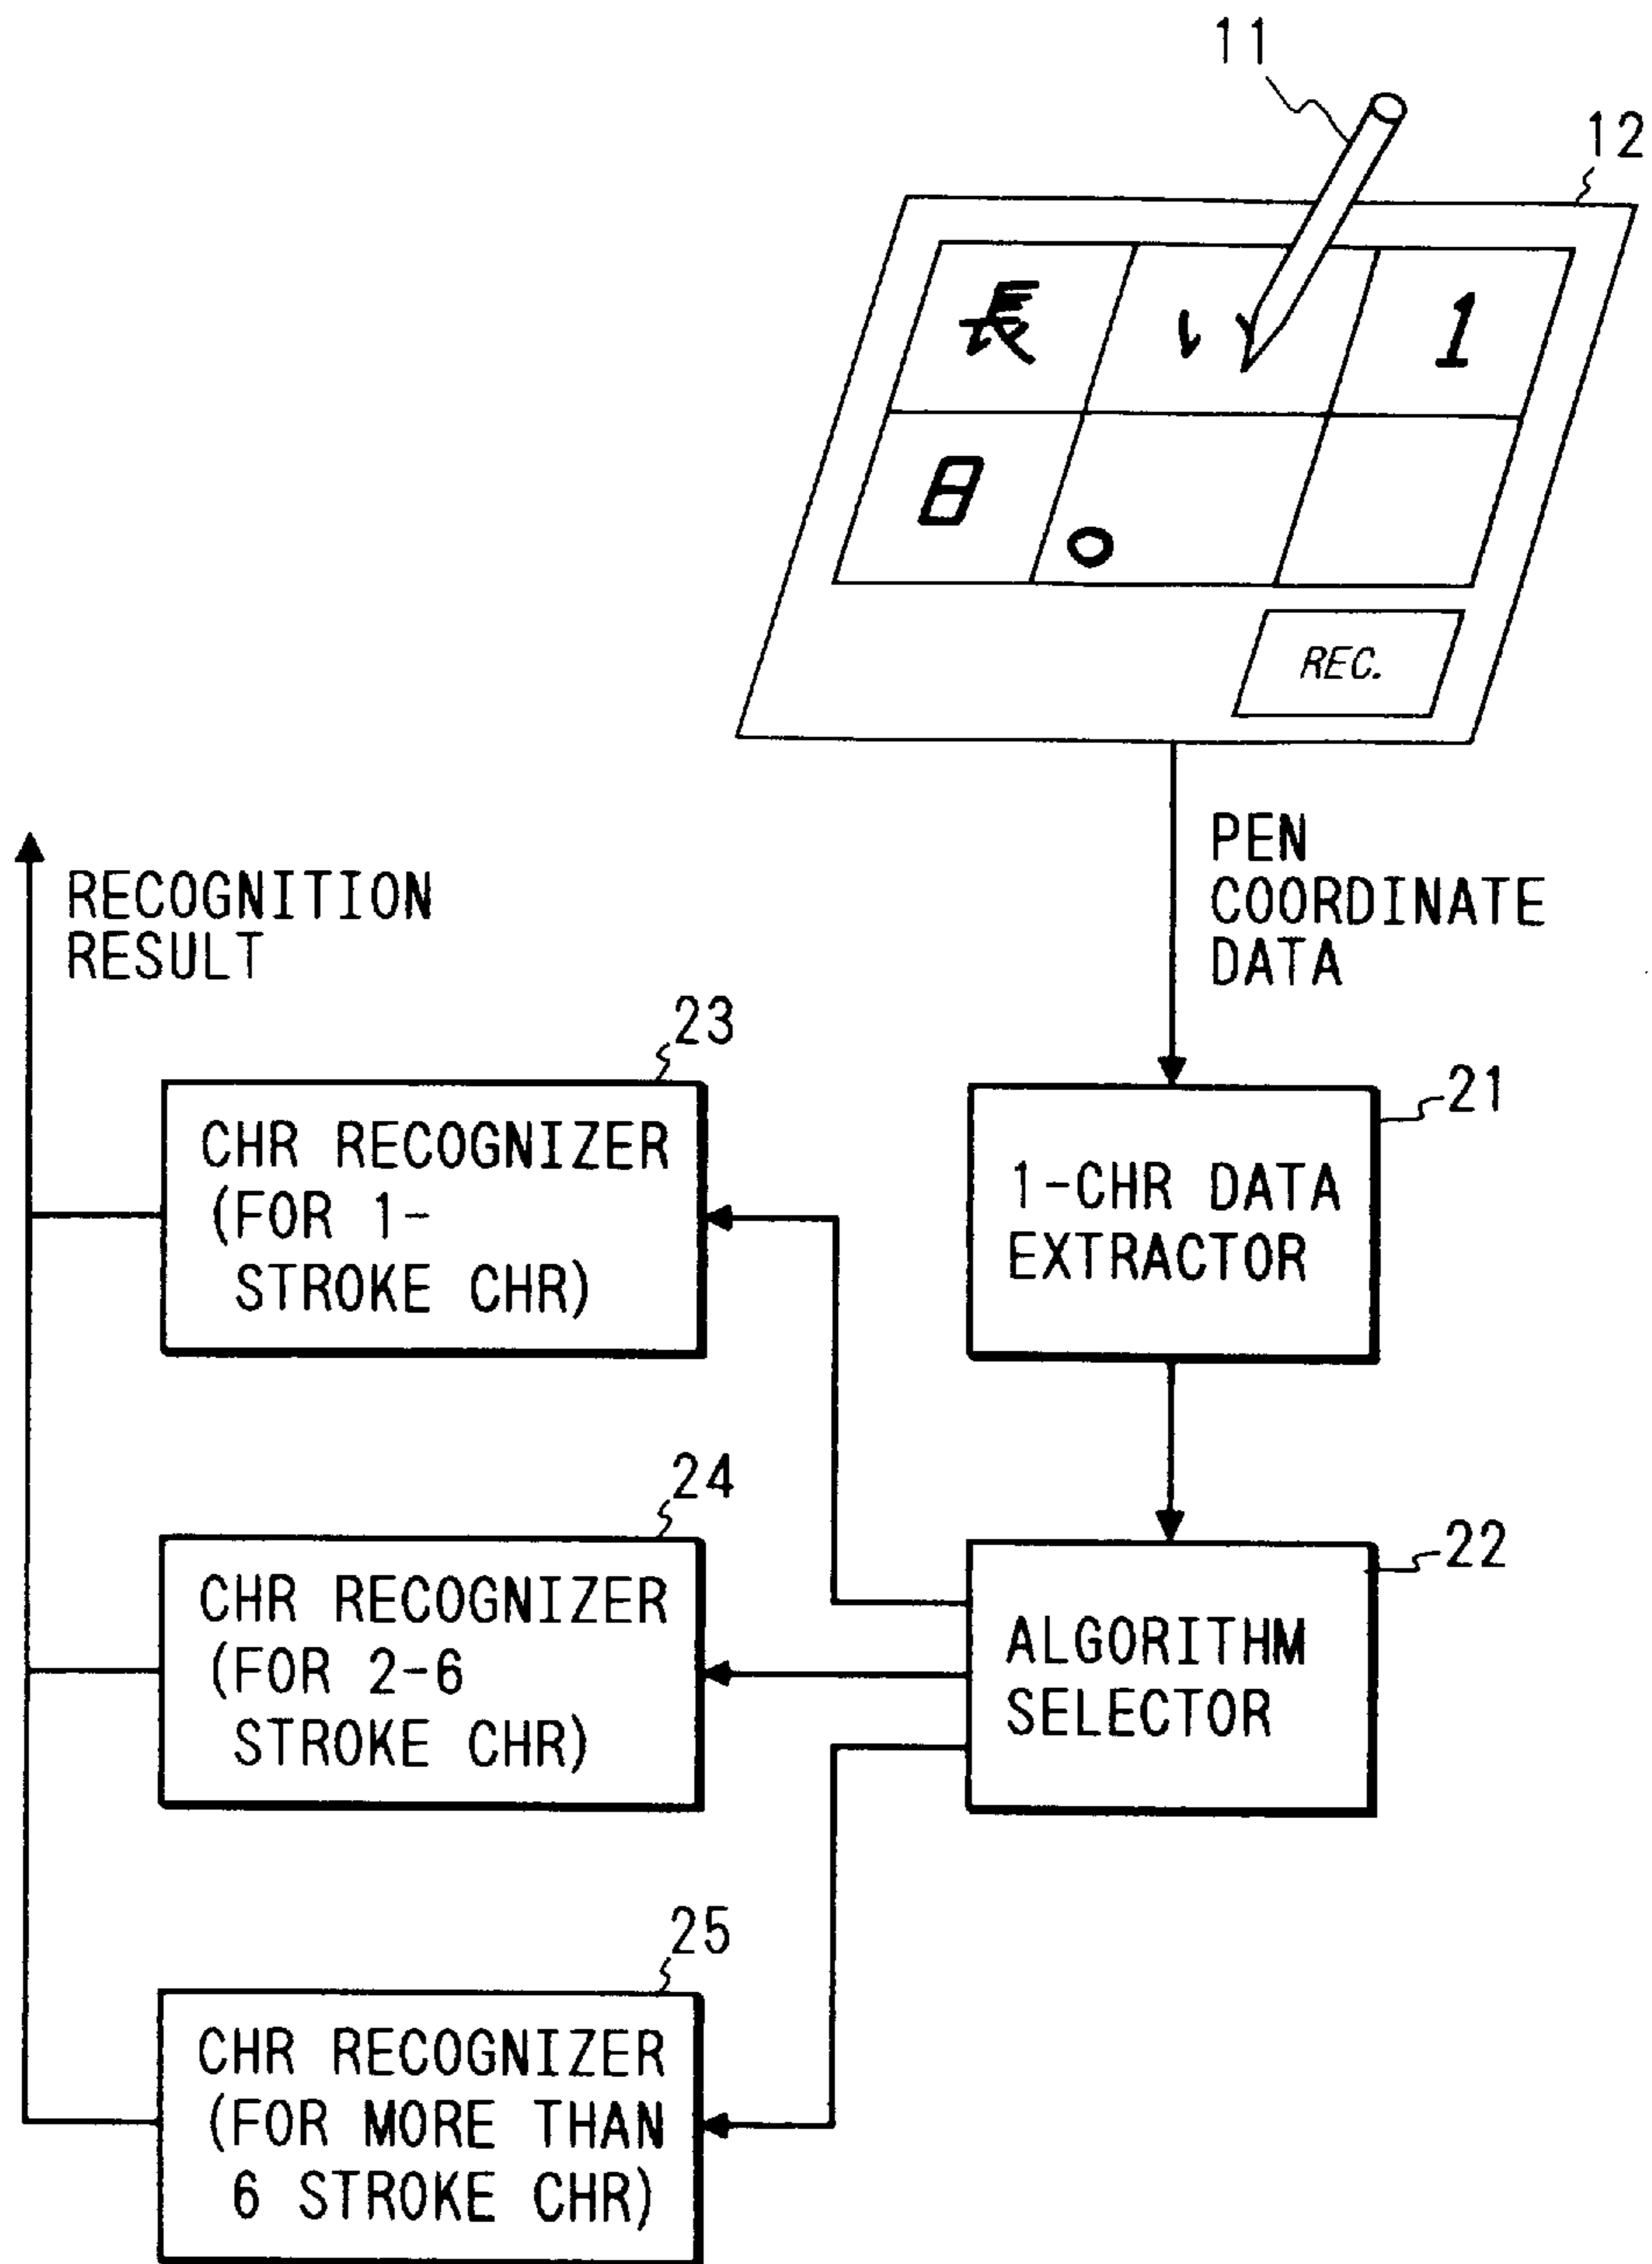 11
12
長 い 1
8 。
REC.
PEN
COORDINATE
DATA
RECOGNITION
RESULT
23
CHR RECOGNIZER
(FOR 1-
STROKE CHR)
21
1-CHR DATA
EXTRACTOR
24
CHR RECOGNIZER
(FOR 2-6
STROKE CHR)
22
ALGORITHM
SELECTOR
25
CHR RECOGNIZER
(FOR MORE THAN
6 STROKE CHR)